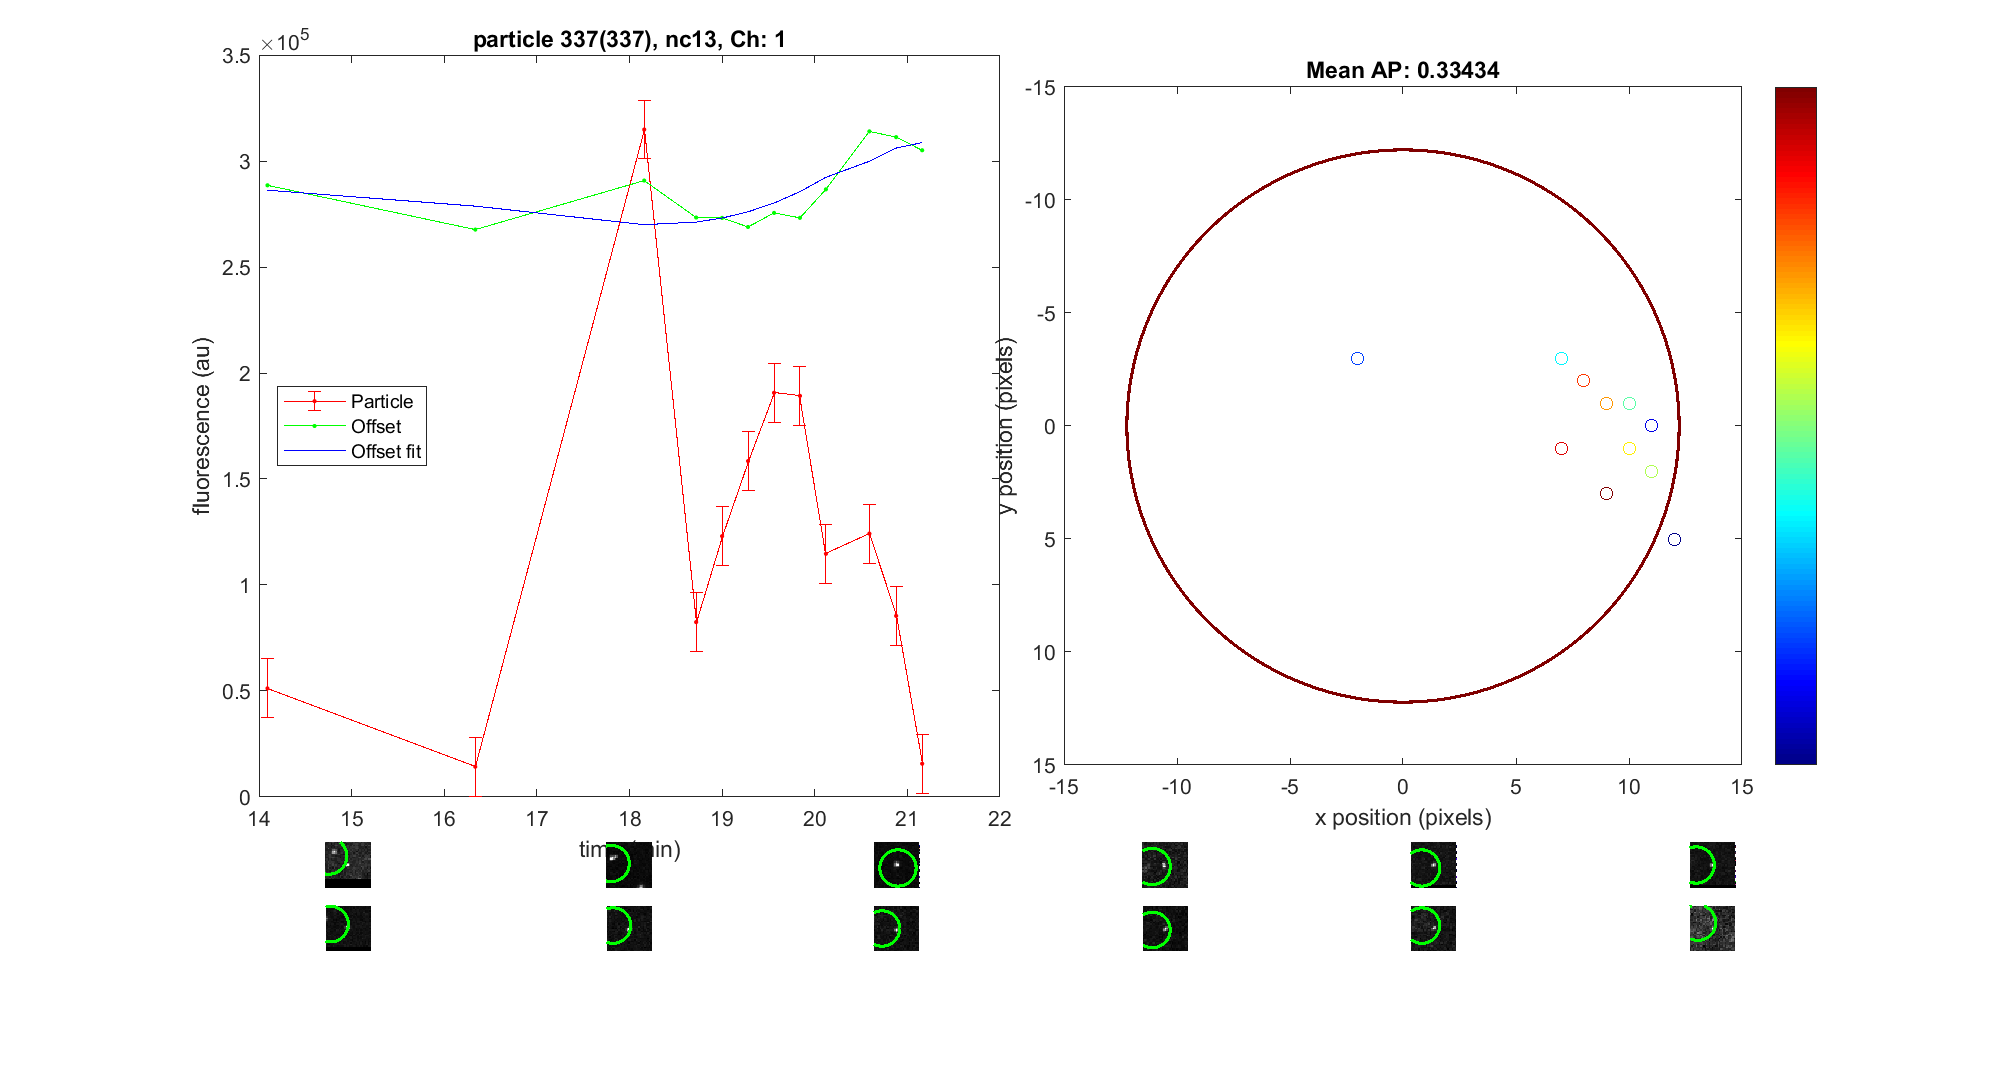 particle 337(337), nc13, Ch: 1
×10^5
3.5
3
2.5
2
1.5
1
0.5
0
fluorescence (au)
Particle
Offset
Offset fit
14 15 16 17 18 19 20 21 22
Mean AP: 0.33434
-15
-10
-5
0
5
10
15
y position (pixels)
-15 -10 -5 0 5 10 15
x position (pixels)